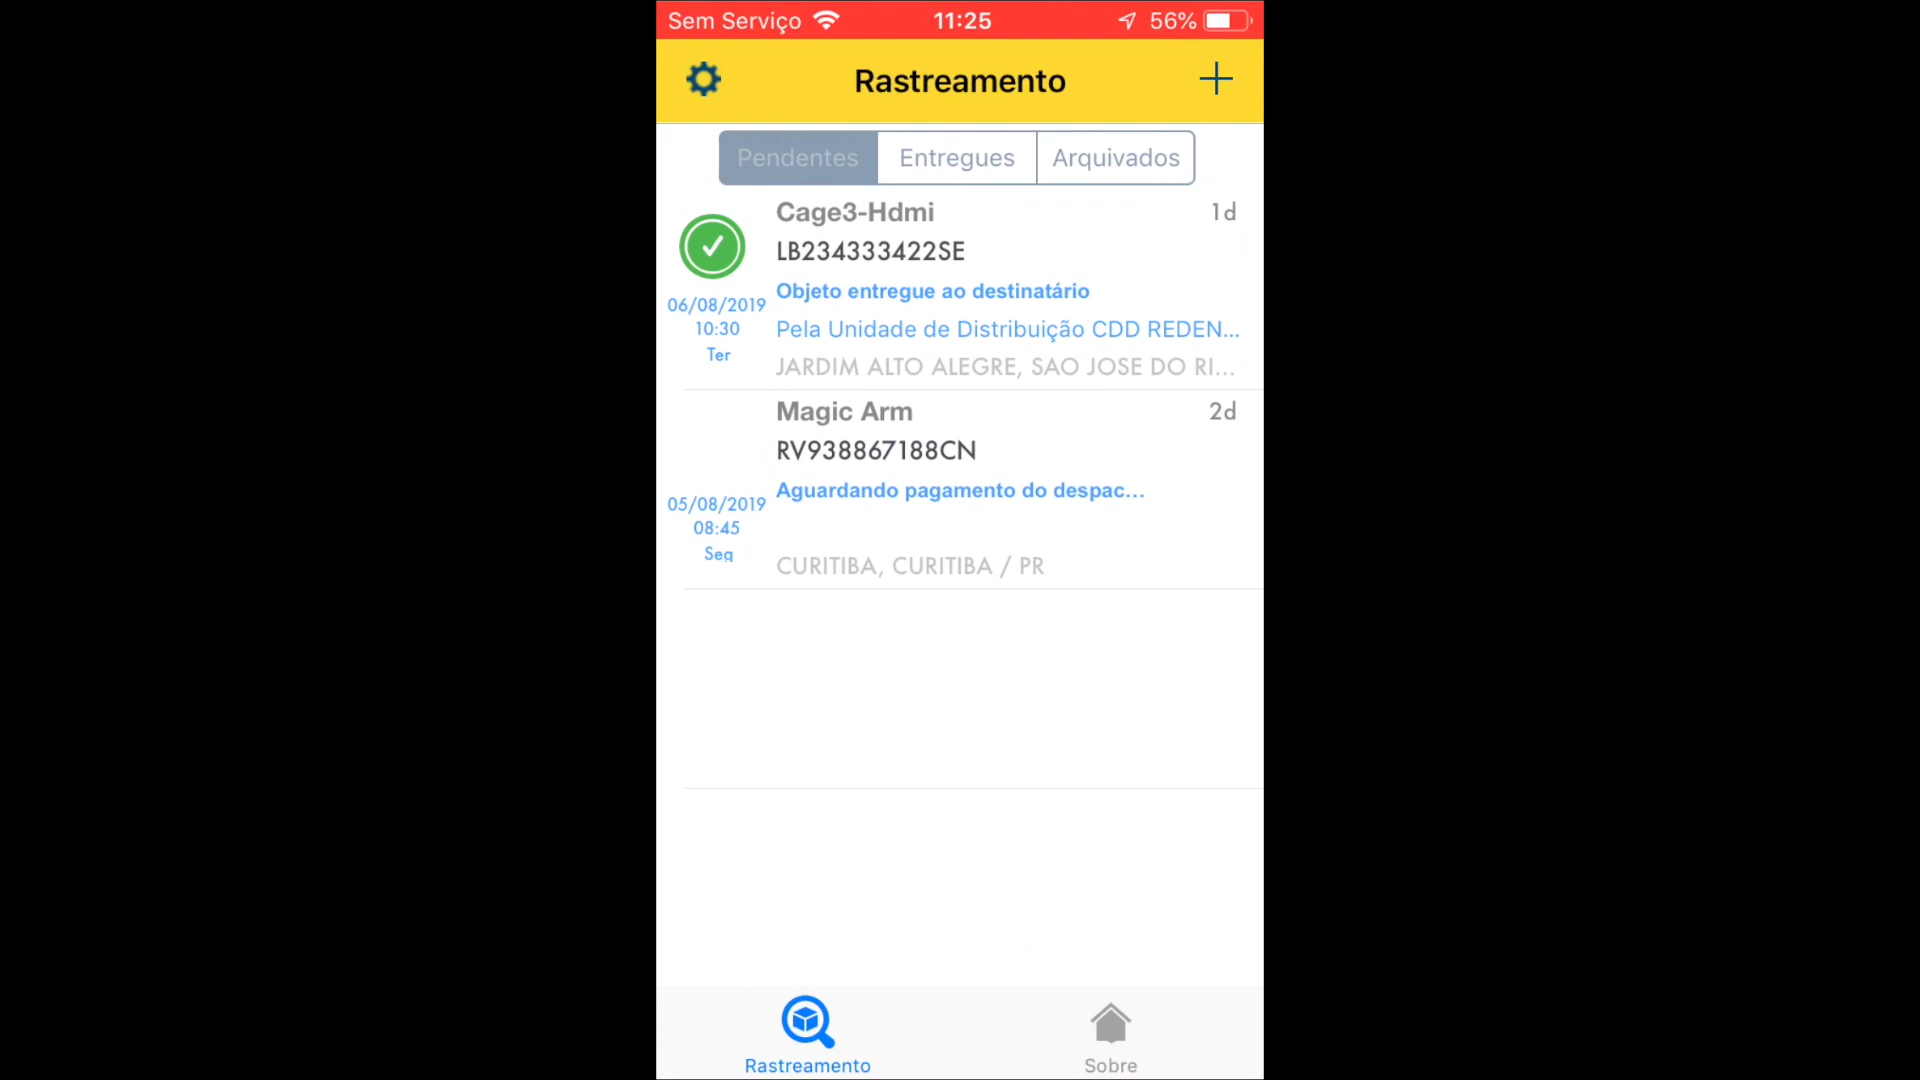 Sem Serviço 11:25 56%
Rastreamento
Pendentes Entregues Arquivados
Cage3-Hdmi 1d
LB234333422SE
Objeto entregue ao destinatário
06/08/2019
10:30
Ter
Pela Unidade de Distribuição CDD REDEN...
JARDIM ALTO ALEGRE, SAO JOSE DO RI...
Magic Arm 2d
RV938867188CN
Aguardando pagamento do despac...
05/08/2019
08:45
Seg
CURITIBA, CURITIBA / PR
Rastreamento Sobre